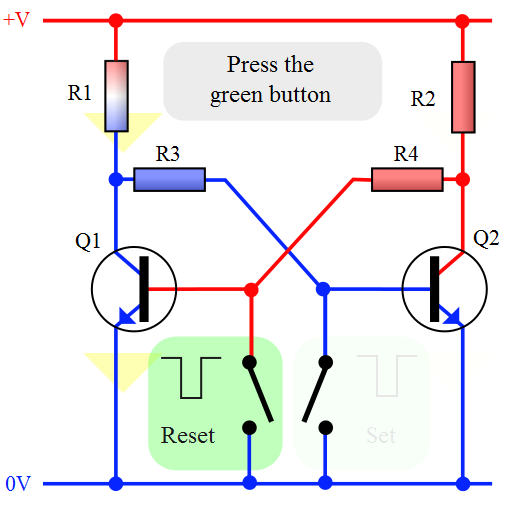 +V
Press the
green button
R1
R2
R3
R4
Q1
Q2
Reset
Set
0V